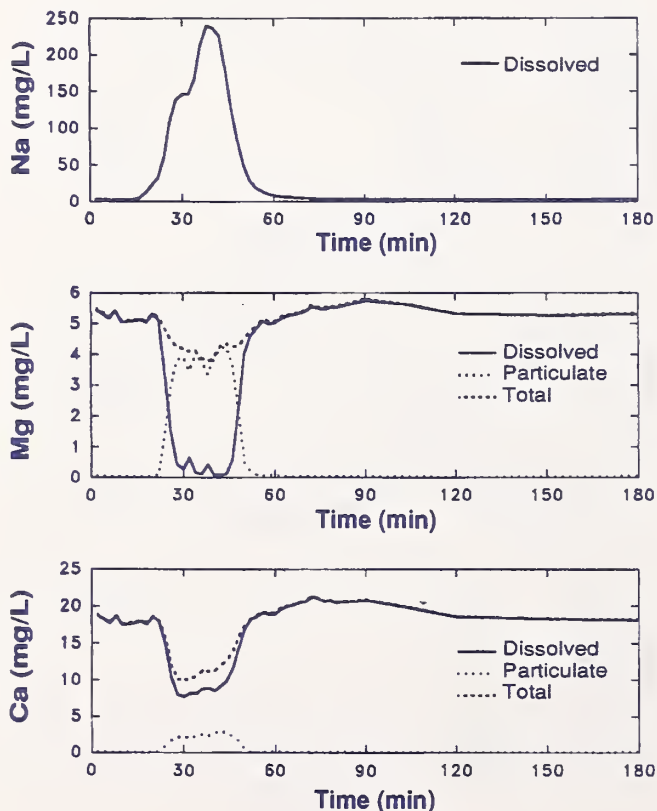 250
200
150
100
50
0
Na (mg/L)
Dissolved
0 30 60 90 120 150 180
Time (min)
6
5
4
3
2
1
0
Mg (mg/L)
Dissolved
Particulate
Total
0 30 60 90 120 150 180
Time (min)
25
20
15
10
5
0
Ca (mg/L)
Dissolved
Particulate
Total
0 30 60 90 120 150 180
Time (min)